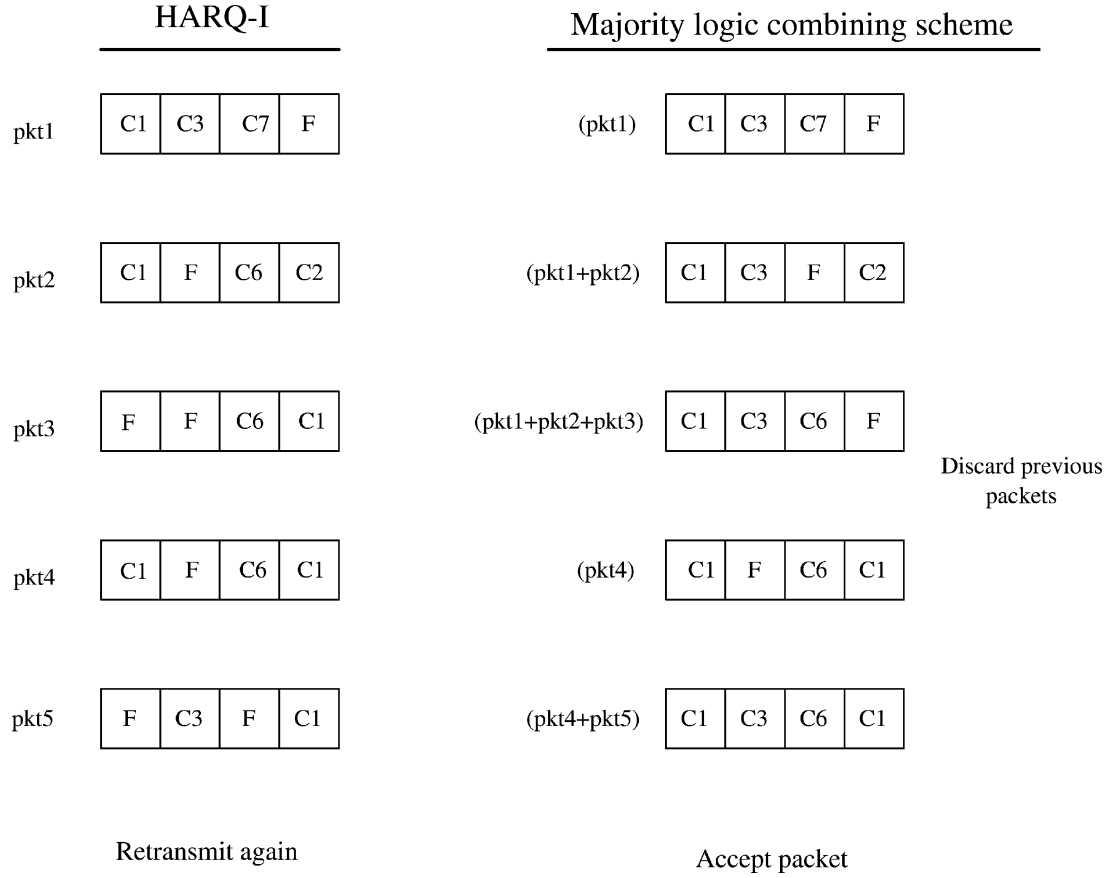 HARQ-I Majority logic combining scheme
pkt1 C1 C3 C7 F (pkt1) C1 C3 C7 F
pkt2 C1 F C6 C2 (pkt1+pkt2) C1 C3 F C2
pkt3 F F C6 C1 (pkt1+pkt2+pkt3) C1 C3 C6 F
Discard previous
packets
pkt4 C1 F C6 C1 (pkt4) C1 F C6 C1
pkt5 F C3 F C1 (pkt4+pkt5) C1 C3 C6 C1
Retransmit again Accept packet